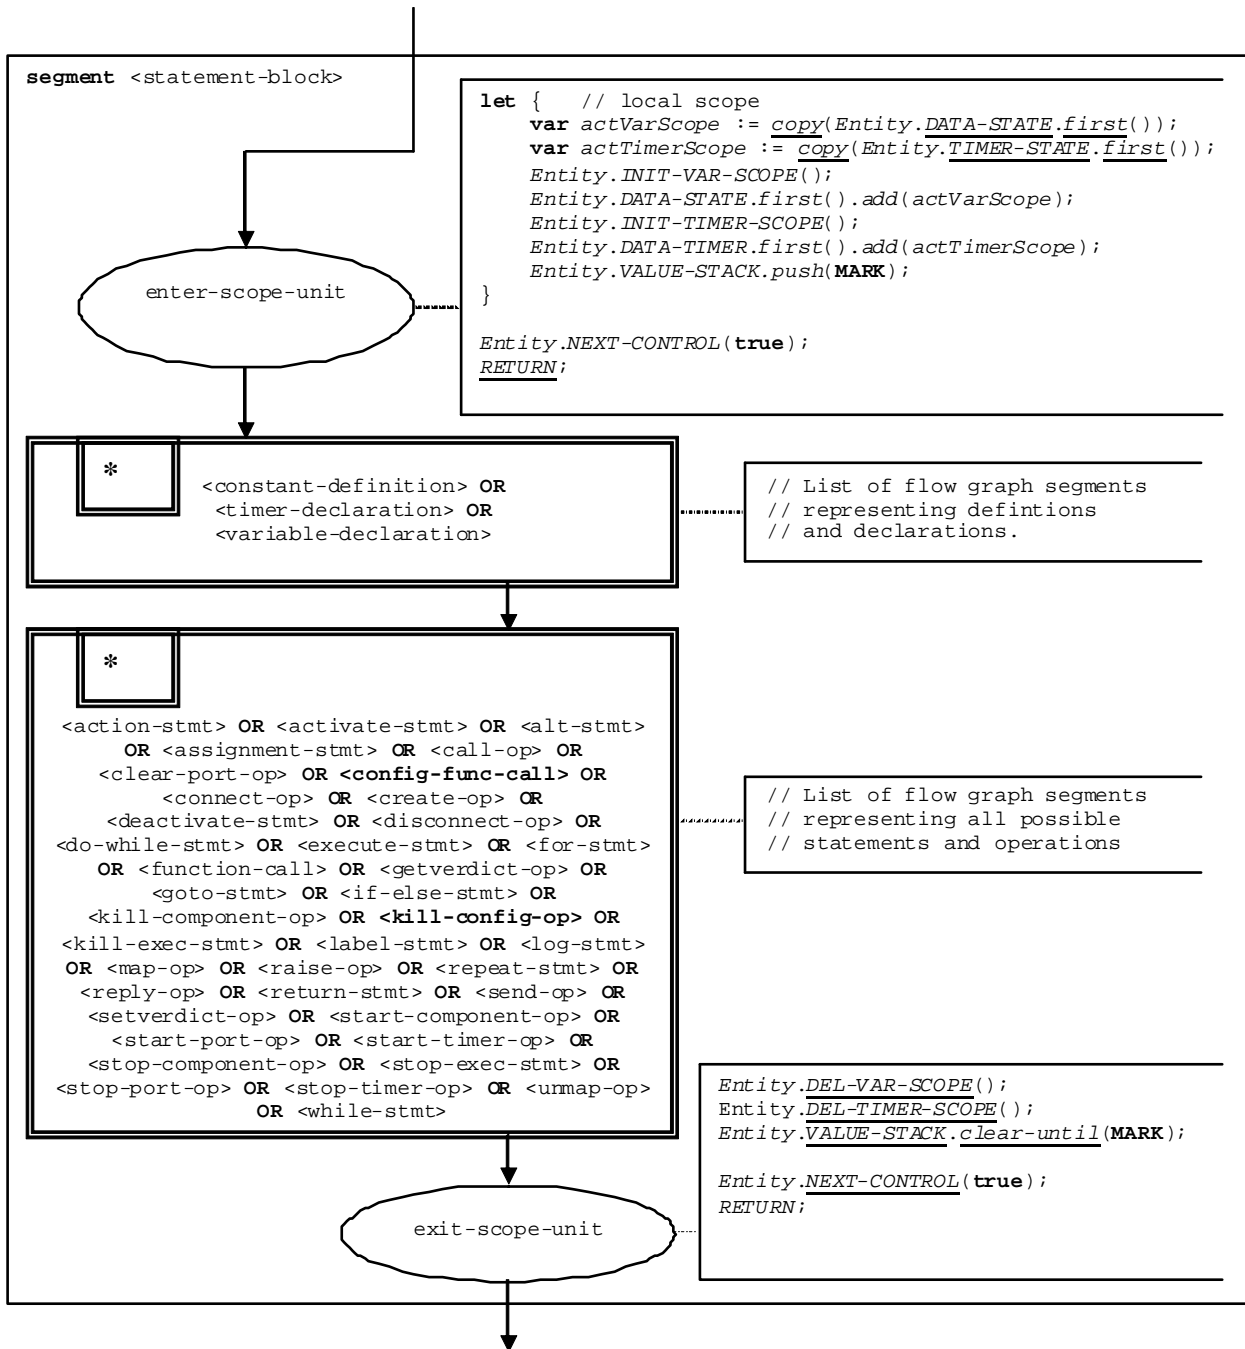 segment <statement-block>
let {   // local scope
var actVarScope := copy(Entity.DATA-STATE.first());
var actTimerScope := copy(Entity.TIMER-STATE.first());
Entity.INIT-VAR-SCOPE();
Entity.DATA-STATE.first().add(actVarScope);
Entity.INIT-TIMER-SCOPE();
Entity.DATA-TIMER.first().add(actTimerScope);
Entity.VALUE-STACK.push(MARK);
}
Entity.NEXT-CONTROL(true);
RETURN;
enter-scope-unit
*
<constant-definition> OR
<timer-declaration> OR
<variable-declaration>
// List of flow graph segments
// representing defintions
// and declarations.
*
<action-stmt> OR <activate-stmt> OR <alt-stmt>
OR <assignment-stmt> OR <call-op> OR
<clear-port-op> OR <config-func-call> OR
<connect-op> OR <create-op> OR
<deactivate-stmt> OR <disconnect-op> OR
<do-while-stmt> OR <execute-stmt> OR <for-stmt>
OR <function-call> OR <getverdict-op> OR
<goto-stmt> OR <if-else-stmt> OR
<kill-component-op> OR <kill-config-op> OR
<kill-exec-stmt> OR <label-stmt> OR <log-stmt>
OR <map-op> OR <raise-op> OR <repeat-stmt> OR
<reply-op> OR <return-stmt> OR <send-op> OR
<setverdict-op> OR <start-component-op> OR
<start-port-op> OR <start-timer-op> OR
<stop-component-op> OR <stop-exec-stmt> OR
<stop-port-op> OR <stop-timer-op> OR <unmap-op>
OR <while-stmt>
// List of flow graph segments
// representing all possible
// statements and operations
exit-scope-unit
Entity.DEL-VAR-SCOPE();
Entity.DEL-TIMER-SCOPE();
Entity.VALUE-STACK.clear-until(MARK);
Entity.NEXT-CONTROL(true);
RETURN;